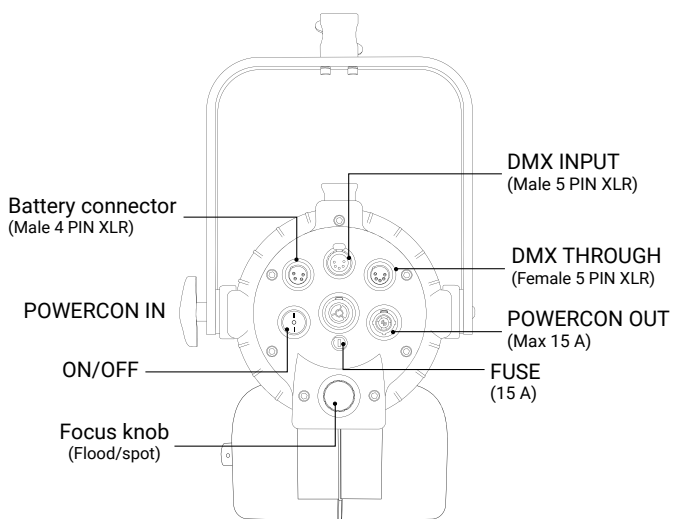 DMX INPUT
(Male 5 PIN XLR)
Battery connector
(Male 4 PIN XLR)
DMX THROUGH
(Female 5 PIN XLR)
POWERCON IN
POWERCON OUT
(Max 15 A)
ON/OFF
FUSE
(15 A)
Focus knob
(Flood/spot)